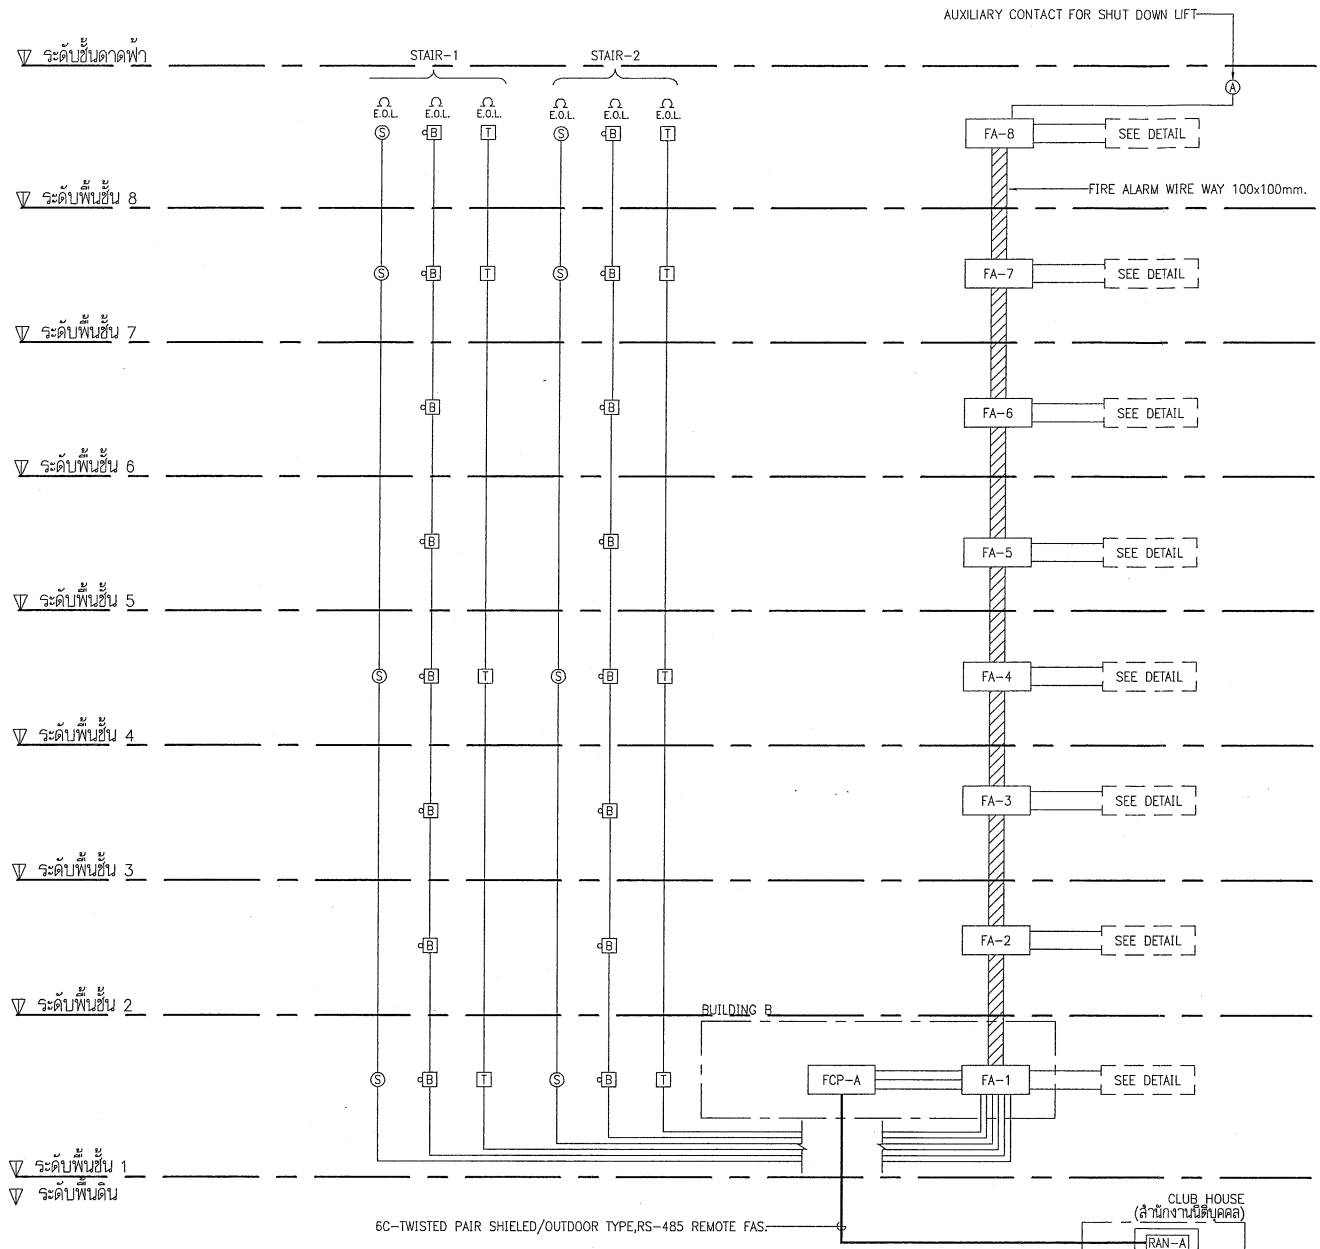 AUXILIARY CONTACT FOR SHUT DOWN LIFT
ระดับชั้นดาดฟ้า
STAIR-1 STAIR-2
A
Ω Ω Ω Ω Ω Ω
E.O.L. E.O.L. E.O.L. E.O.L. E.O.L. E.O.L.
S B T S B T FA-8 SEE DETAIL
ระดับพื้นชั้น 8
FIRE ALARM WIRE WAY 100x100mm.
S B T S B T FA-7 SEE DETAIL
ระดับพื้นชั้น 7
B B FA-6 SEE DETAIL
ระดับพื้นชั้น 6
B B FA-5 SEE DETAIL
ระดับพื้นชั้น 5
S B T S B T FA-4 SEE DETAIL
ระดับพื้นชั้น 4
B B FA-3 SEE DETAIL
ระดับพื้นชั้น 3
B B FA-2 SEE DETAIL
ระดับพื้นชั้น 2
BUILDING B
S B T S B T FCP-A FA-1 SEE DETAIL
ระดับพื้นชั้น 1
ระดับพื้นดิน
6C-TWISTED PAIR SHIELDED/OUTDOOR TYPE,RS-485 REMOTE FAS.
CLUB HOUSE
(สำนักงานนิติบุคคล)
RAN-A